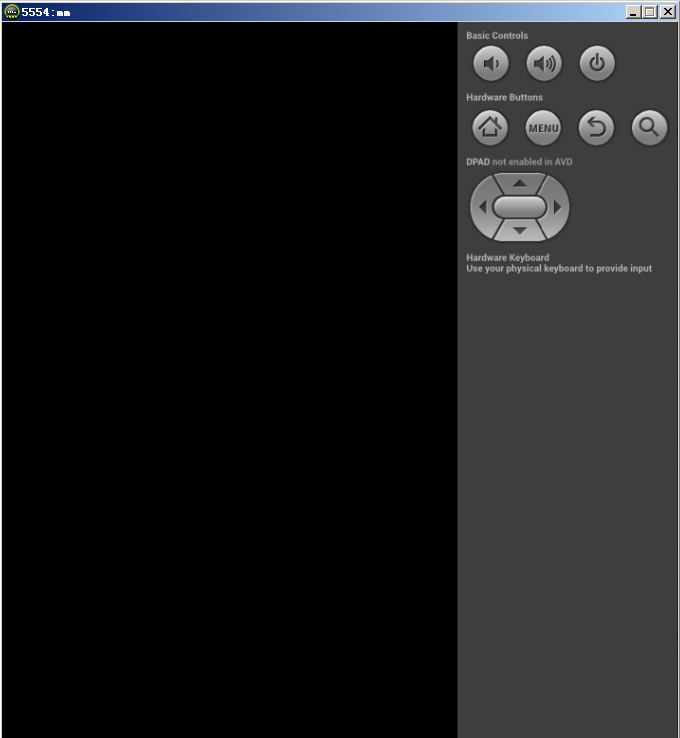 5554:mm
Basic Controls
Hardware Buttons
MENU
DPAD not enabled in AVD
Hardware Keyboard
Use your physical keyboard to provide input